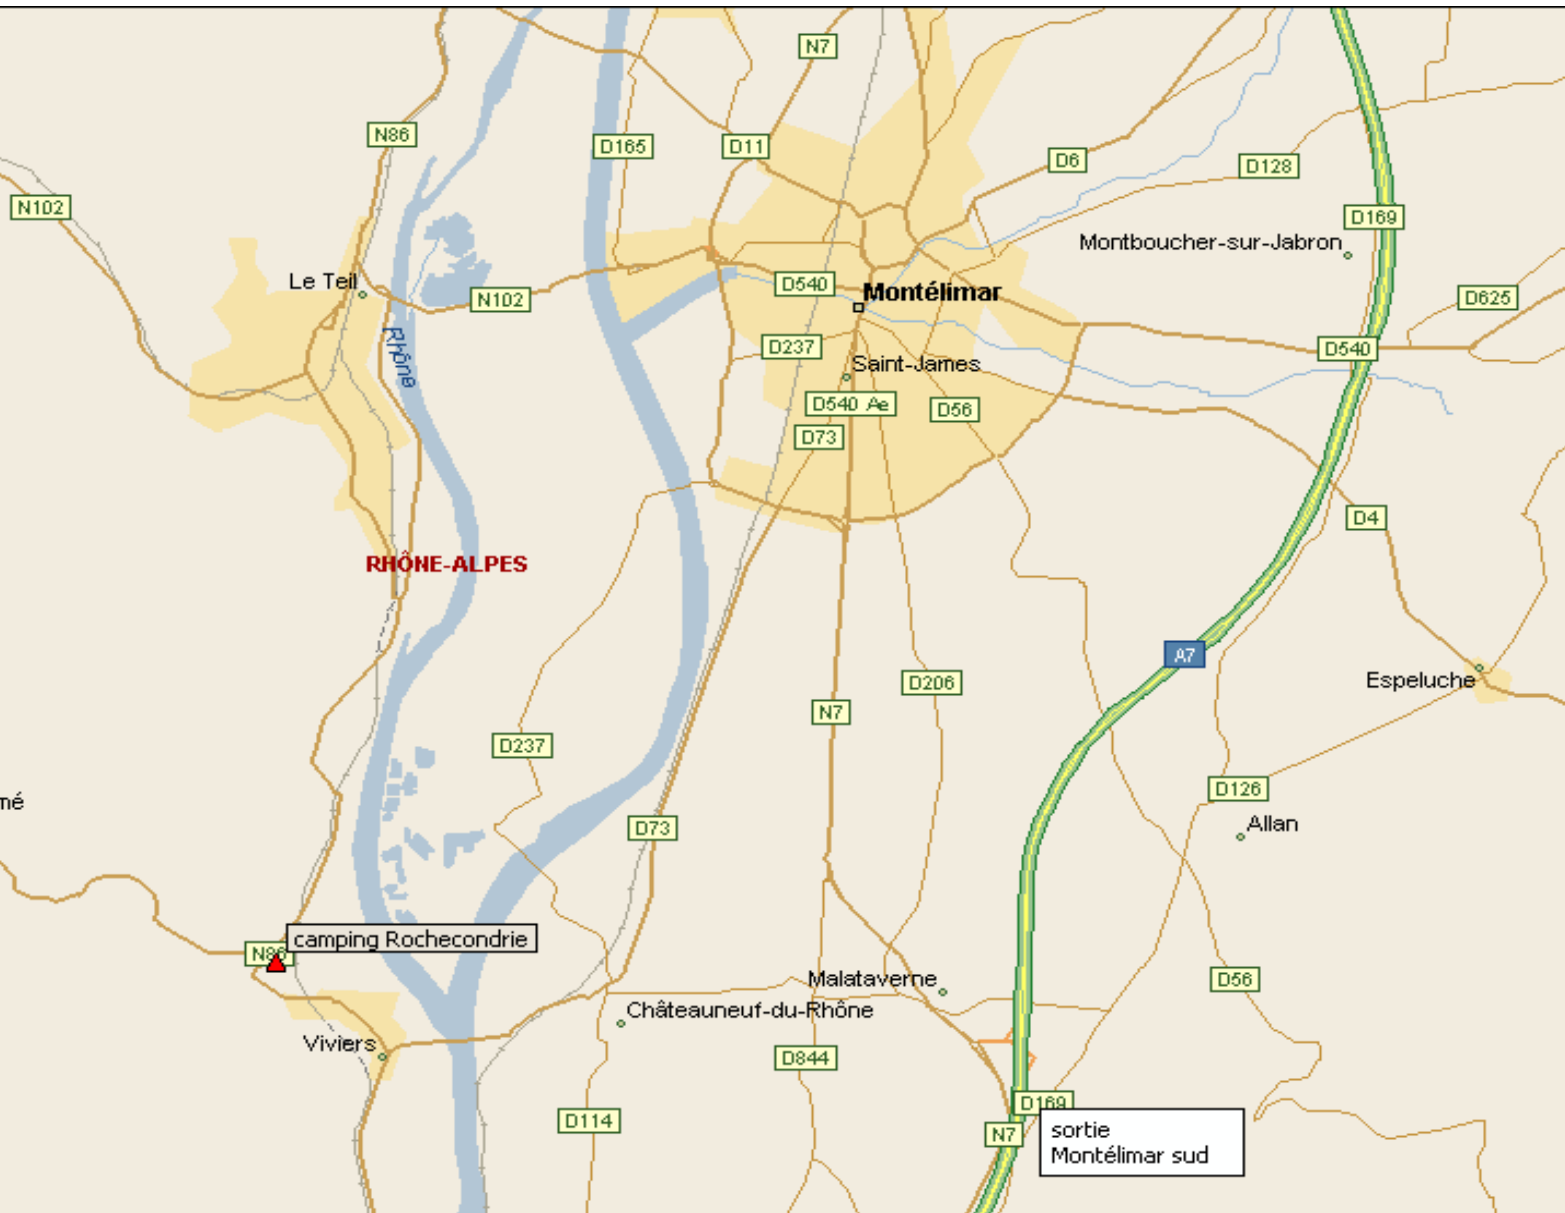 N7
N86
D165
D11
D6
D128
N102
D169
Montboucher-sur-Jabron
Le Teil
N102
D540
Montélimar
D625
Rhône
D237
Saint-James
D540
D540 Ae
D56
D73
D4
RHÔNE-ALPES
A7
D206
Espeluche
N7
D237
D126
mé
D73
Allan
camping Rochecondrie
N86
Malataverne
D56
Châteauneuf-du-Rhône
Viviers
D844
D169
D114
N7
sortie
Montélimar sud